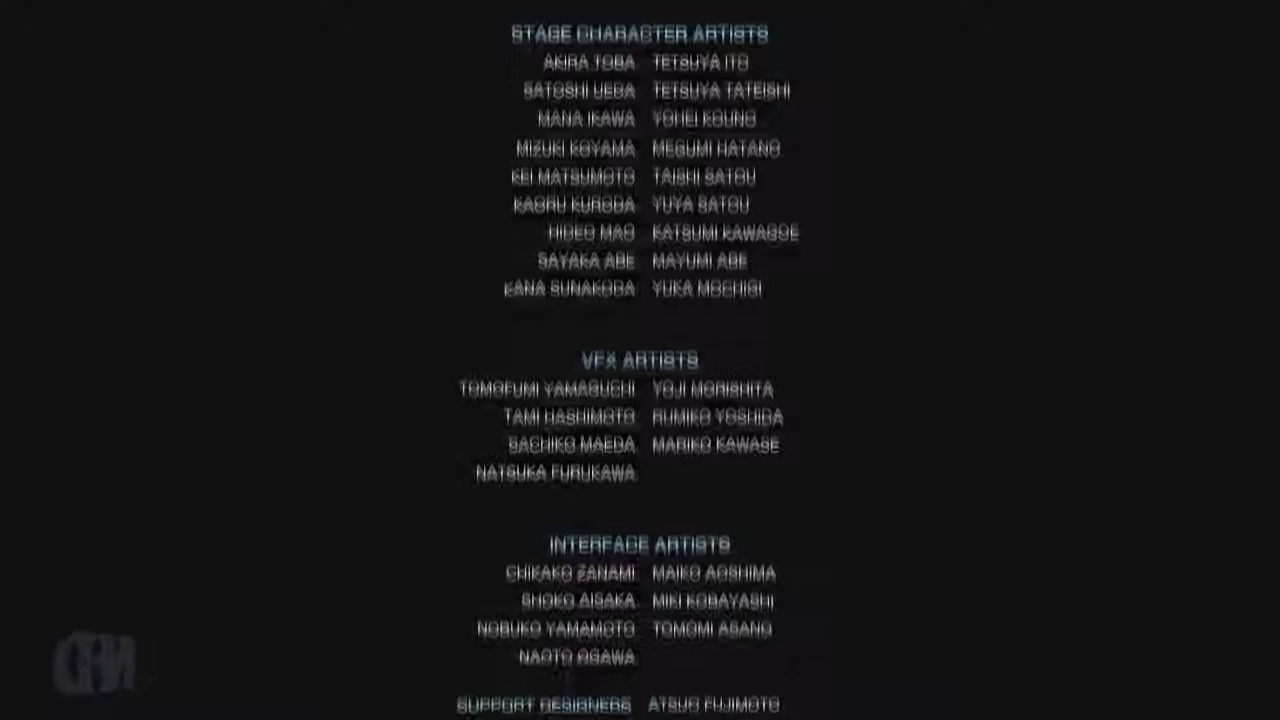 STAGE CHARACTER ARTISTS
AKIRA TOBA TETSUYA ITO
SATOSHI UEDA TETSUYA TATEISHI
MANA IKAWA YOHEI KOUNO
MIZUKI KOYAMA MEGUMI HATANO
KEI MATSUMOTO TAISHI SATOU
KAORU KURODA YUYA SATOU
HIDEO MAO KATSUMI KAWAGOE
SAYAKA ABE MAYUMI ABE
KANA SUNAKODA YUKA MOCHIGI
VFX ARTISTS
TOMOFUMI YAMAGUCHI YOJI MORISHITA
TAMI HASHIMOTO RUMIKO YOSHIDA
SACHIKO MAEDA MARIKO KAWASE
NATSUKA FURUKAWA
INTERFACE ARTISTS
CHIKAKO ZANAMI MAIKO AOSHIMA
SHOKO AISAKA MIKI KOBAYASHI
NOBUKO YAMAMOTO TOMOMI ASANO
NAOTO OGAWA
SUPPORT DESIGNERS ATSUO FUJIMOTO